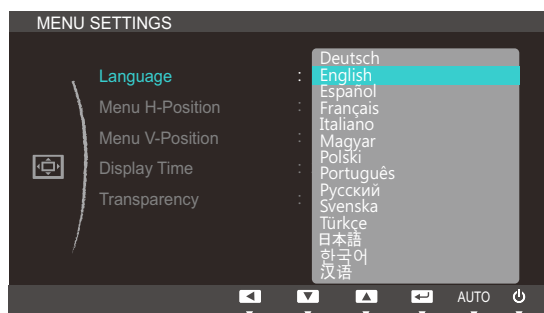 MENU SETTINGS
Language :
Deutsch
English
Español
Français
Italiano
Magyar
Polski
Português
Русский
Svenska
Türkçe
日本語
한국어
汉语
Menu H-Position :
Menu V-Position :
Display Time :
Transparency :
AUTO